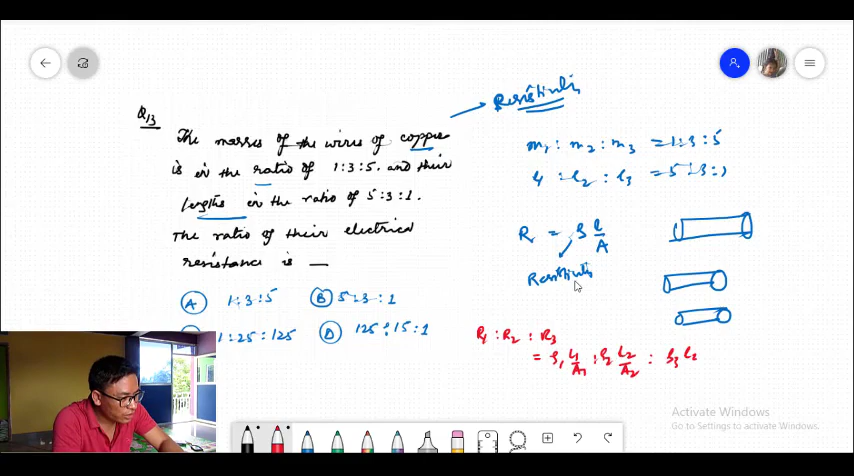 Q13
The masses of the wires of copper
is in the ratio of 1:3:5. and their
lengths in the ratio of 5:3:1.
The ratio of their electrical
resistance is __
A 1:3:5 B 5:3:1
1:25:125 D 125:15:1
m₁ : m₂ : m₃ = 1:3:5
l₁ : l₂ : l₃ = 5:3:1
R = ρ l/A
R₁ : R₂ : R₃
= ρ₁ l₁/A₁ : ρ₂ l₂/A₂ : ρ₃ l₃
Activate Windows
Go to Settings to activate Windows.